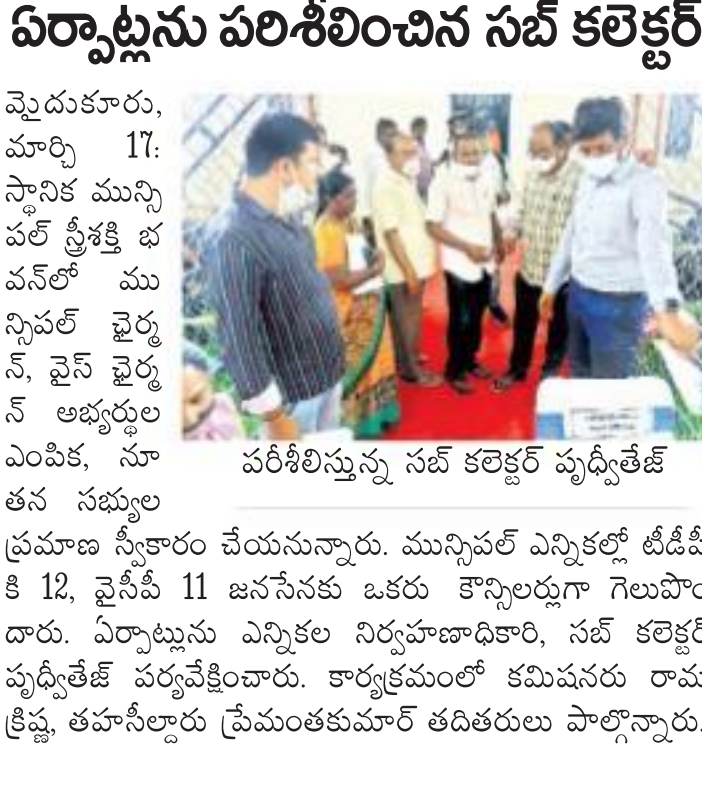 ఏర్పాట్లను పరిశీలించిన సబ్ కలెక్టర్
మైదుకూరు,
మార్చి 17:
స్థానిక మున్సి
పల్ స్త్రీశక్తి భ
వన్‌లో ము
న్సిపల్ ఛైర్మ
న్, వైస్ ఛైర్మ
న్ అభ్యర్థుల
ఎంపిక, నూ
తన సభ్యుల
ప్రమాణ స్వీకారం చేయనున్నారు. మున్సిపల్ ఎన్నికల్లో టీడీపీ
కి 12, వైసీపీ 11 జనసేనకు ఒకరు కౌన్సిలర్లుగా గెలుపొం
దారు. ఏర్పాట్లును ఎన్నికల నిర్వహణాధికారి, సబ్ కలెక్టర్
పృధ్వీతేజ్ పర్యవేక్షించారు. కార్యక్రమంలో కమిషనరు రామ
క్రిష్ణ, తహసీల్దారు ప్రేమంతకుమార్ తదితరులు పాల్గొన్నారు.
పరీశీలిస్తున్న సబ్ కలెక్టర్ పృధ్వీతేజ్